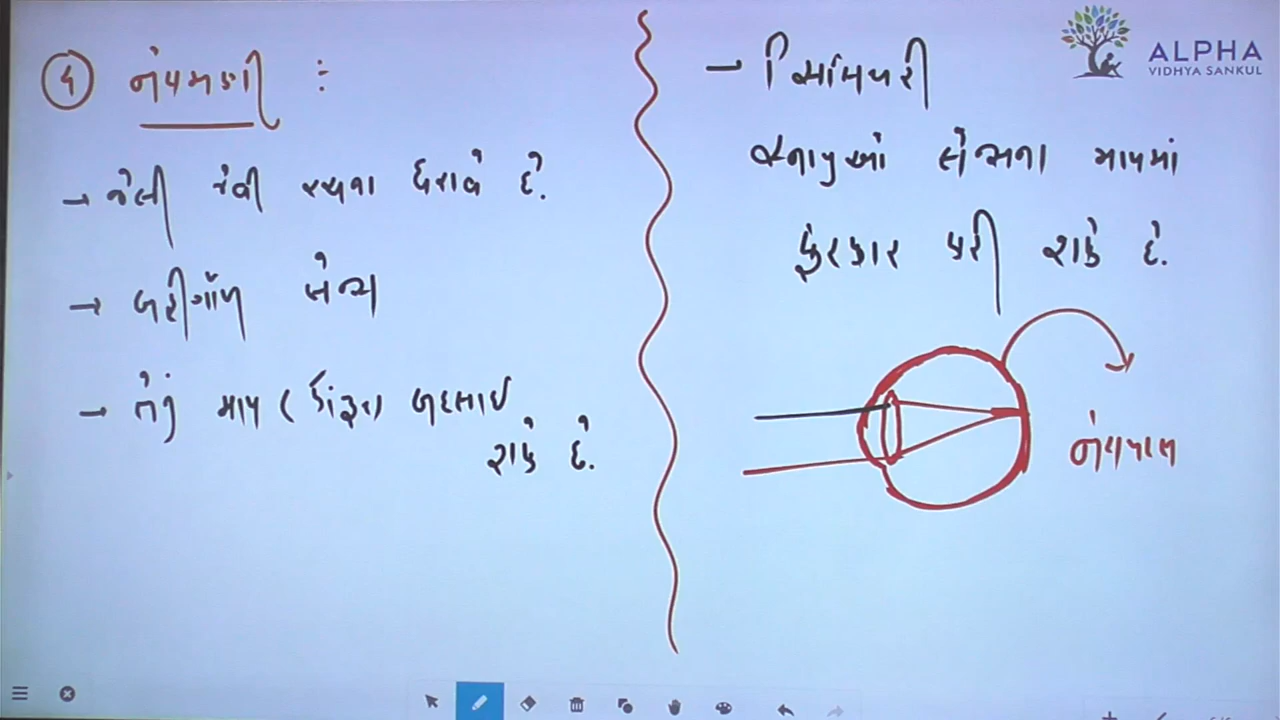 ④ નેત્રમણી :
→ જેલી જેવી રચના ધરાવે છે.
→ બહિર્ગોળ લેન્સ
→ તેનું માપ ( બદલાઈ
શકે છે.
- સિલિયરી
સ્નાયુઓ લેન્સના માપમાં
ફેરફાર કરી શકે છે.
નેત્રપટલ
ALPHA
VIDHYA SANKUL